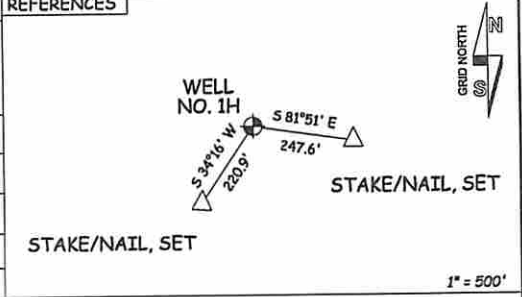 REFERENCES
GRID NORTH
N
S
WELL
NO. 1H
S 81°51' E
247.6'
S 34°16' W
220.9'
STAKE/NAIL, SET
STAKE/NAIL, SET
1" = 500'